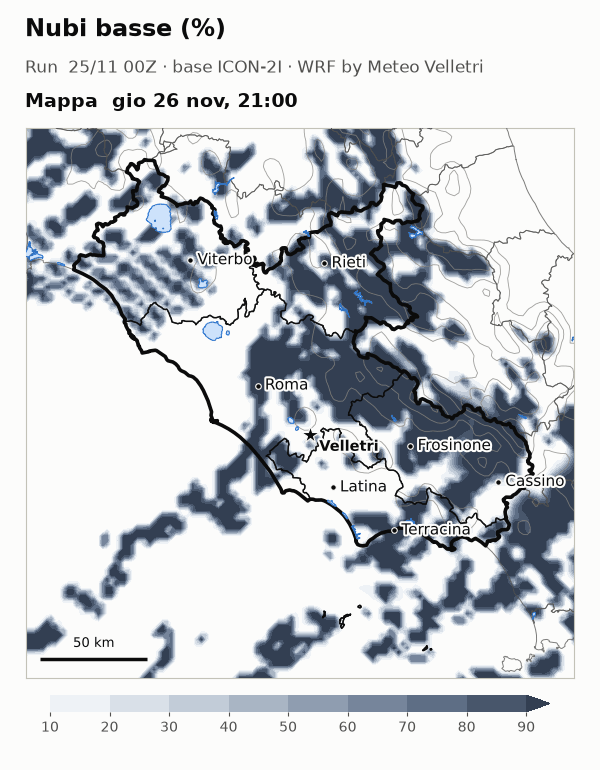 Nubi basse (%)
Run  25/11 00Z · base ICON-2I · WRF by Meteo Velletri
Mappa  gio 26 nov, 21:00
Viterbo
Rieti
Roma
Velletri
Frosinone
Cassino
Latina
Terracina
50 km
10 20 30 40 50 60 70 80 90